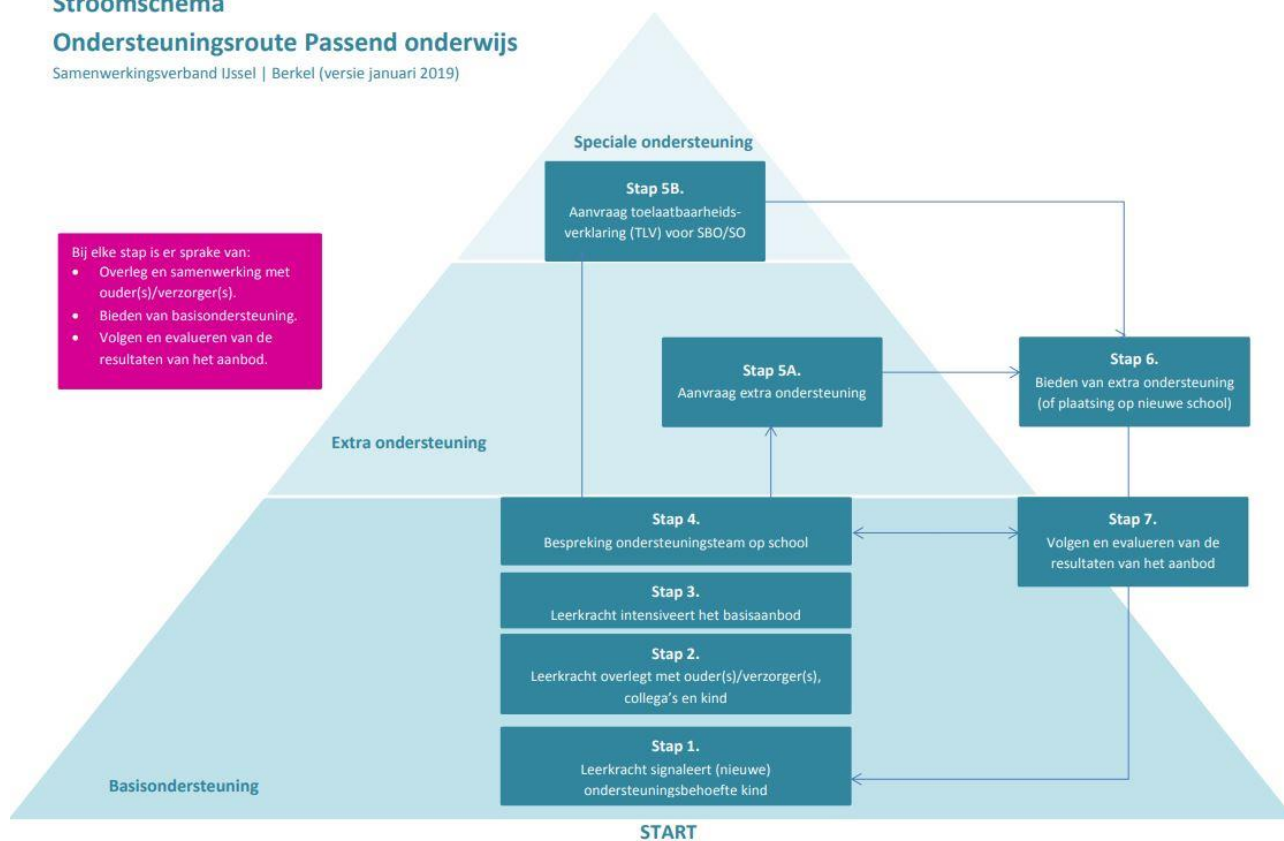 Stroomschema
Ondersteuningsroute Passend onderwijs
Samenwerkingsverband IJssel | Berkel (versie januari 2019)
Speciale ondersteuning
Stap 5B.
Aanvraag toelaatbaarheids-
verklaring (TLV) voor SBO/SO
Bij elke stap is er sprake van:
• Overleg en samenwerking met
ouder(s)/verzorger(s).
• Bieden van basisondersteuning.
• Volgen en evalueren van de
resultaten van het aanbod.
Stap 5A.
Aanvraag extra ondersteuning
Stap 6.
Bieden van extra ondersteuning
(of plaatsing op nieuwe school)
Extra ondersteuning
Stap 4.
Bespreking ondersteuningsteam op school
Stap 7.
Volgen en evalueren van de
resultaten van het aanbod
Stap 3.
Leerkracht intensiveert het basisaanbod
Stap 2.
Leerkracht overlegt met ouder(s)/verzorger(s),
collega's en kind
Stap 1.
Leerkracht signaleert (nieuwe)
ondersteuningsbehoefte kind
Basisondersteuning
START